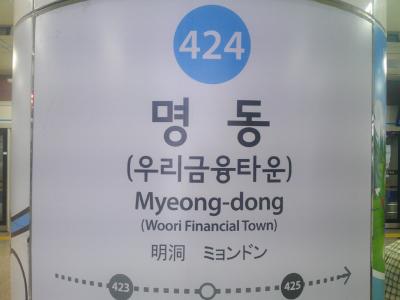 424
명동
(우리금융타운)
Myeong-dong
(Woori Financial Town)
明洞 ミョンドン
423 425